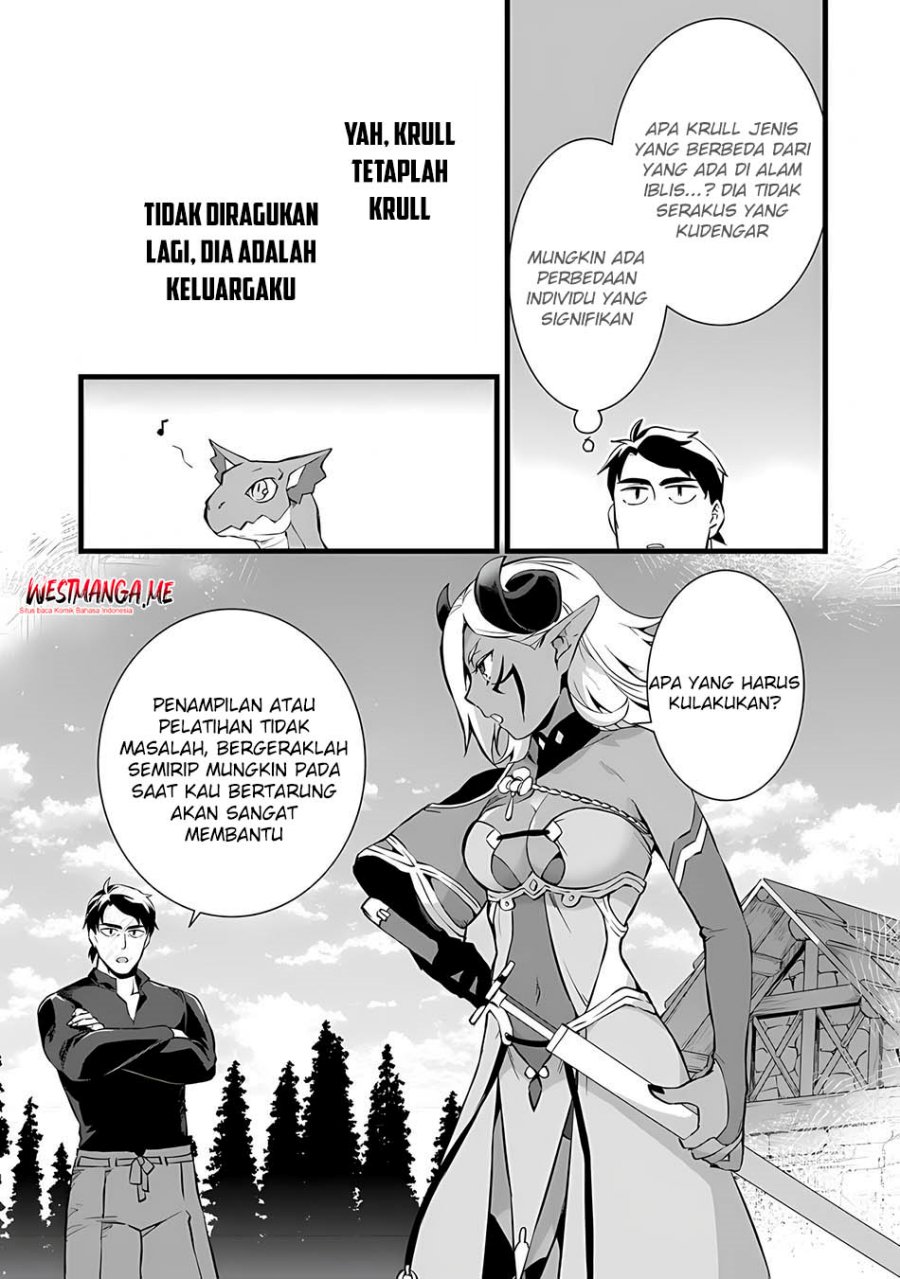 APA KRULL JENIS
YANG BERBEDA DARI
YANG ADA DI ALAM
IBLIS...? DIA TIDAK
SERAKUS YANG
KUDENGAR
MUNGKIN ADA
PERBEDAAN
INDIVIDU YANG
SIGNIFIKAN
YAH, KRULL
TETAPLAH
KRULL
TIDAK DIRAGUKAN
LAGI, DIA ADALAH
KELUARGAKU
WESTMANGA.ME
Situs baca Komik Bahasa Indonesia
APA YANG HARUS
KULAKUKAN?
PENAMPILAN ATAU
PELATIHAN TIDAK
MASALAH, BERGERAKLAH
SEMIRIP MUNGKIN PADA
SAAT KAU BERTARUNG
AKAN SANGAT
MEMBANTU